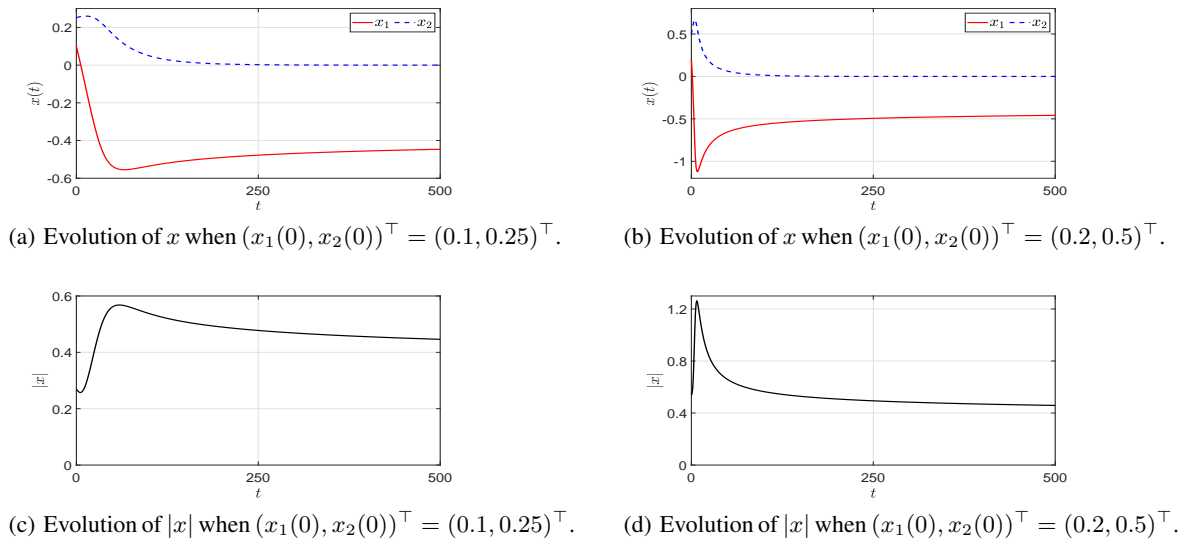 0.2
0
-0.2
-0.4
-0.6
x(t)
x₁ x₂
0 250 500
t
(a) Evolution of x when (x₁(0), x₂(0))⊤ = (0.1, 0.25)⊤.
0.5
0
-0.5
-1
x(t)
x₁ x₂
0 250 500
t
(b) Evolution of x when (x₁(0), x₂(0))⊤ = (0.2, 0.5)⊤.
0.6
0.4
0.2
0
|x|
0 250 500
t
(c) Evolution of |x| when (x₁(0), x₂(0))⊤ = (0.1, 0.25)⊤.
1.2
0.8
0.4
0
|x|
0 250 500
t
(d) Evolution of |x| when (x₁(0), x₂(0))⊤ = (0.2, 0.5)⊤.